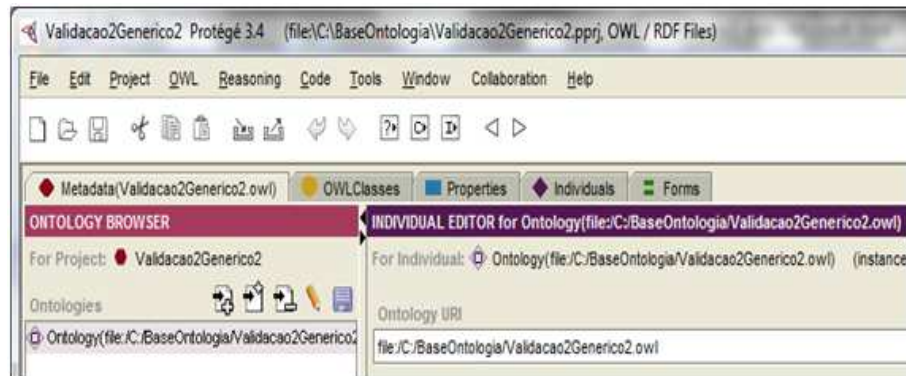 Validacao2Generico2 Protégé 3.4 (file:\C:\BaseOntologia\Validacao2Generico2.pprj, OWL / RDF Files)
File Edit Project OWL Reasoning Code Tools Window Collaboration Help
Metadata(Validacao2Generico2.owl) OWLClasses Properties Individuals Forms
ONTOLOGY BROWSER
For Project: Validacao2Generico2
Ontologies
Ontology(file:/C:/BaseOntologia/Validacao2Generico2
INDIVIDUAL EDITOR for Ontology(file:/C:/BaseOntologia/Validacao2Generico2.owl)
For Individual: Ontology(file:/C:/BaseOntologia/Validacao2Generico2.owl) (instance
Ontology URI
file:/C:/BaseOntologia/Validacao2Generico2.owl